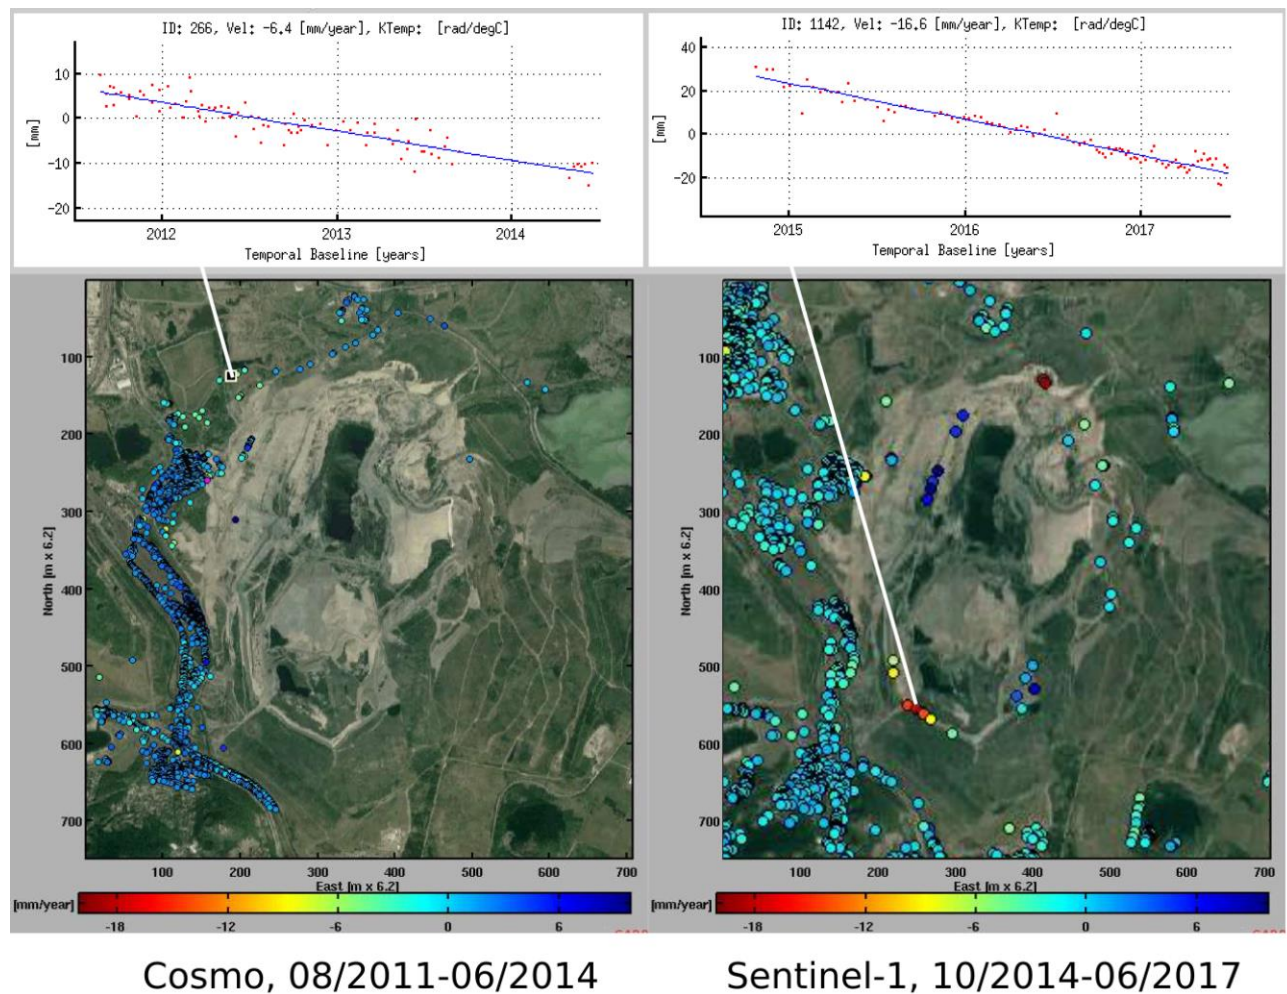 ID: 266, Vel: -6.4 [mm/year], KTemp: [rad/degC]
10
0
-10
-20
[mm]
2012 2013 2014
Temporal Baseline [years]
ID: 1142, Vel: -16.6 [mm/year], KTemp: [rad/degC]
40
20
0
-20
[mm]
2015 2016 2017
Temporal Baseline [years]
100
200
300
400
500
600
700
North [m x 6.2]
100 200 300 400 500 600 700
East [m x 6.2]
[mm/year]
-18 -12 -6 0 6
100
200
300
400
500
600
700
North [m x 6.2]
100 200 300 400 500 600 700
East [m x 6.2]
[mm/year]
-18 -12 -6 0 6
Cosmo, 08/2011-06/2014
Sentinel-1, 10/2014-06/2017